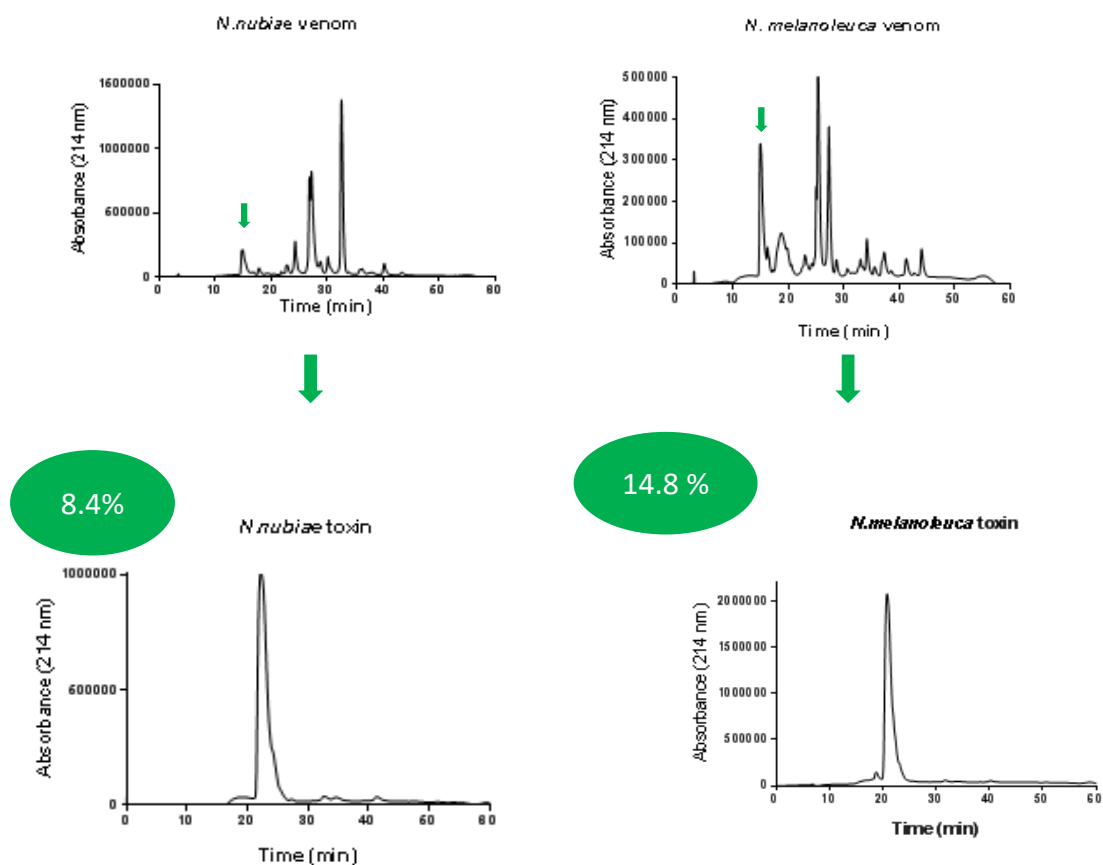 N.nubiae venom
N. melanoleuca venom
Absorbance (214 nm)
1600000
1000000
600000
0
0 10 20 30 40 50 60 80
Time (min)
Absorbance (214 nm)
500000
400000
300000
200000
100000
0
0 10 20 30 40 50 60
Time (min)
8.4%
14.8 %
N.nubiae toxin
N.melanoleuca toxin
Absorbance (214 nm)
1000000
600000
0
0 10 20 30 40 60 60
Time (min)
Absorbance (214 nm)
2000000
1500000
1000000
500000
0
0 10 20 30 40 50 60
Time (min)